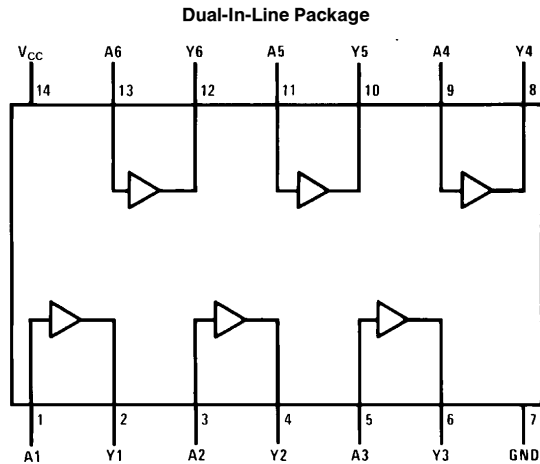 Dual-In-Line Package
VCC A6 Y6 A5 Y5 A4 Y4
14 13 12 11 10 9 8
1 2 3 4 5 6 7
A1 Y1 A2 Y2 A3 Y3 GND